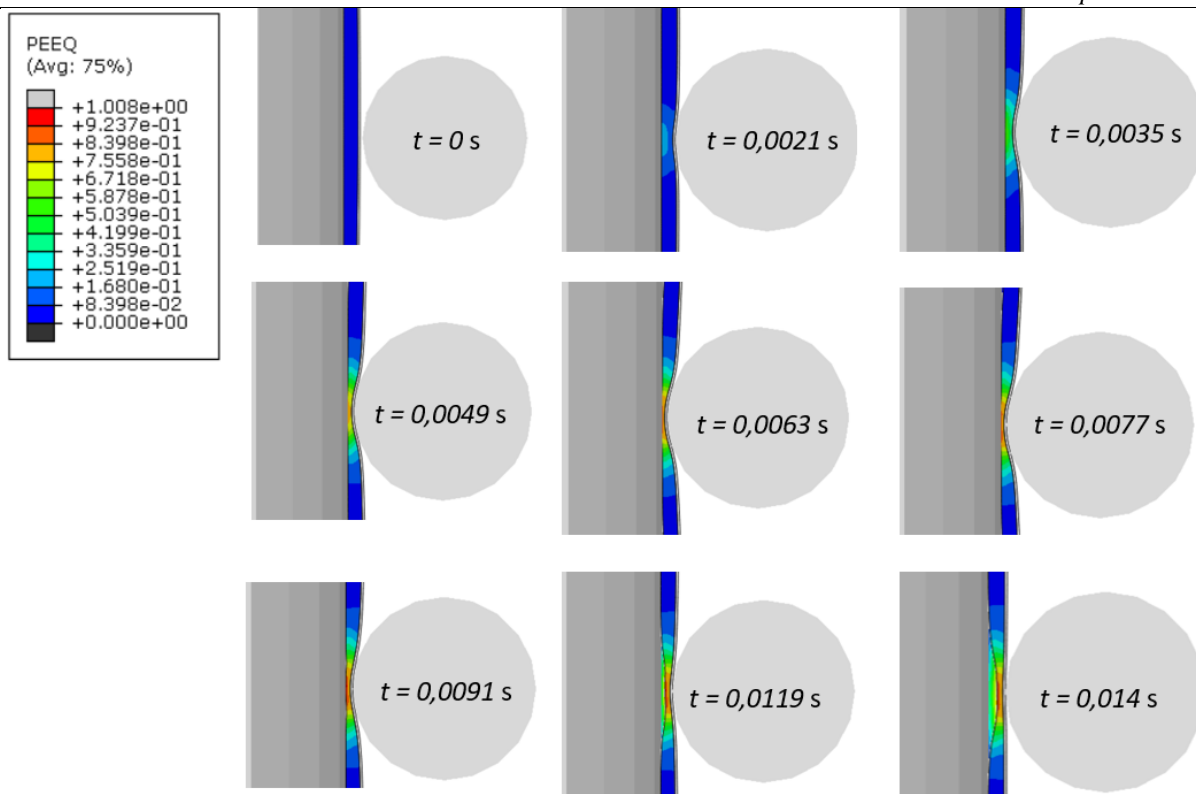 PEEQ
(Avg: 75%)
+1.008e+00
+9.237e-01
+8.398e-01
+7.558e-01
+6.718e-01
+5.878e-01
+5.039e-01
+4.199e-01
+3.359e-01
+2.519e-01
+1.680e-01
+8.398e-02
+0.000e+00
t = 0 s
t = 0,0021 s
t = 0,0035 s
t = 0,0049 s
t = 0,0063 s
t = 0,0077 s
t = 0,0091 s
t = 0,0119 s
t = 0,014 s